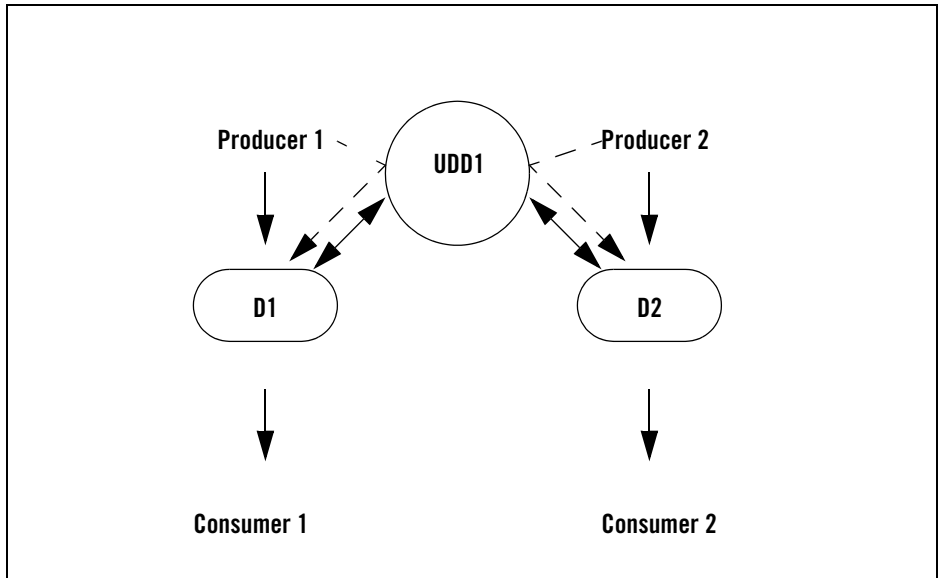 Producer 1
UDD1
Producer 2
D1
D2
Consumer 1
Consumer 2